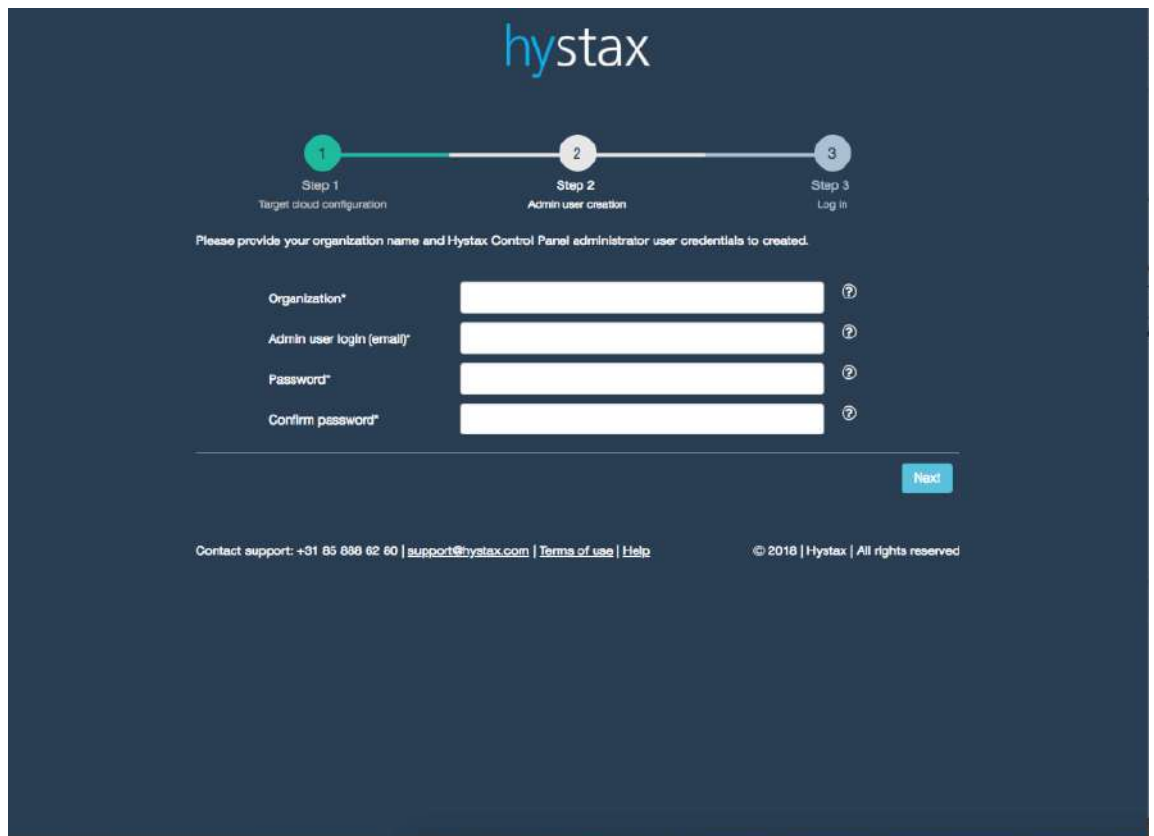 hystax
1 2 3
Step 1 Step 2 Step 3
Target cloud configuration Admin user creation Log in
Please provide your organization name and Hystax Control Panel administrator user credentials to created.
Organization* ?
Admin user login (email)* ?
Password* ?
Confirm password* ?
Next
Contact support: +31 85 888 62 60 | support@hystax.com | Terms of use | Help © 2018 | Hystax | All rights reserved